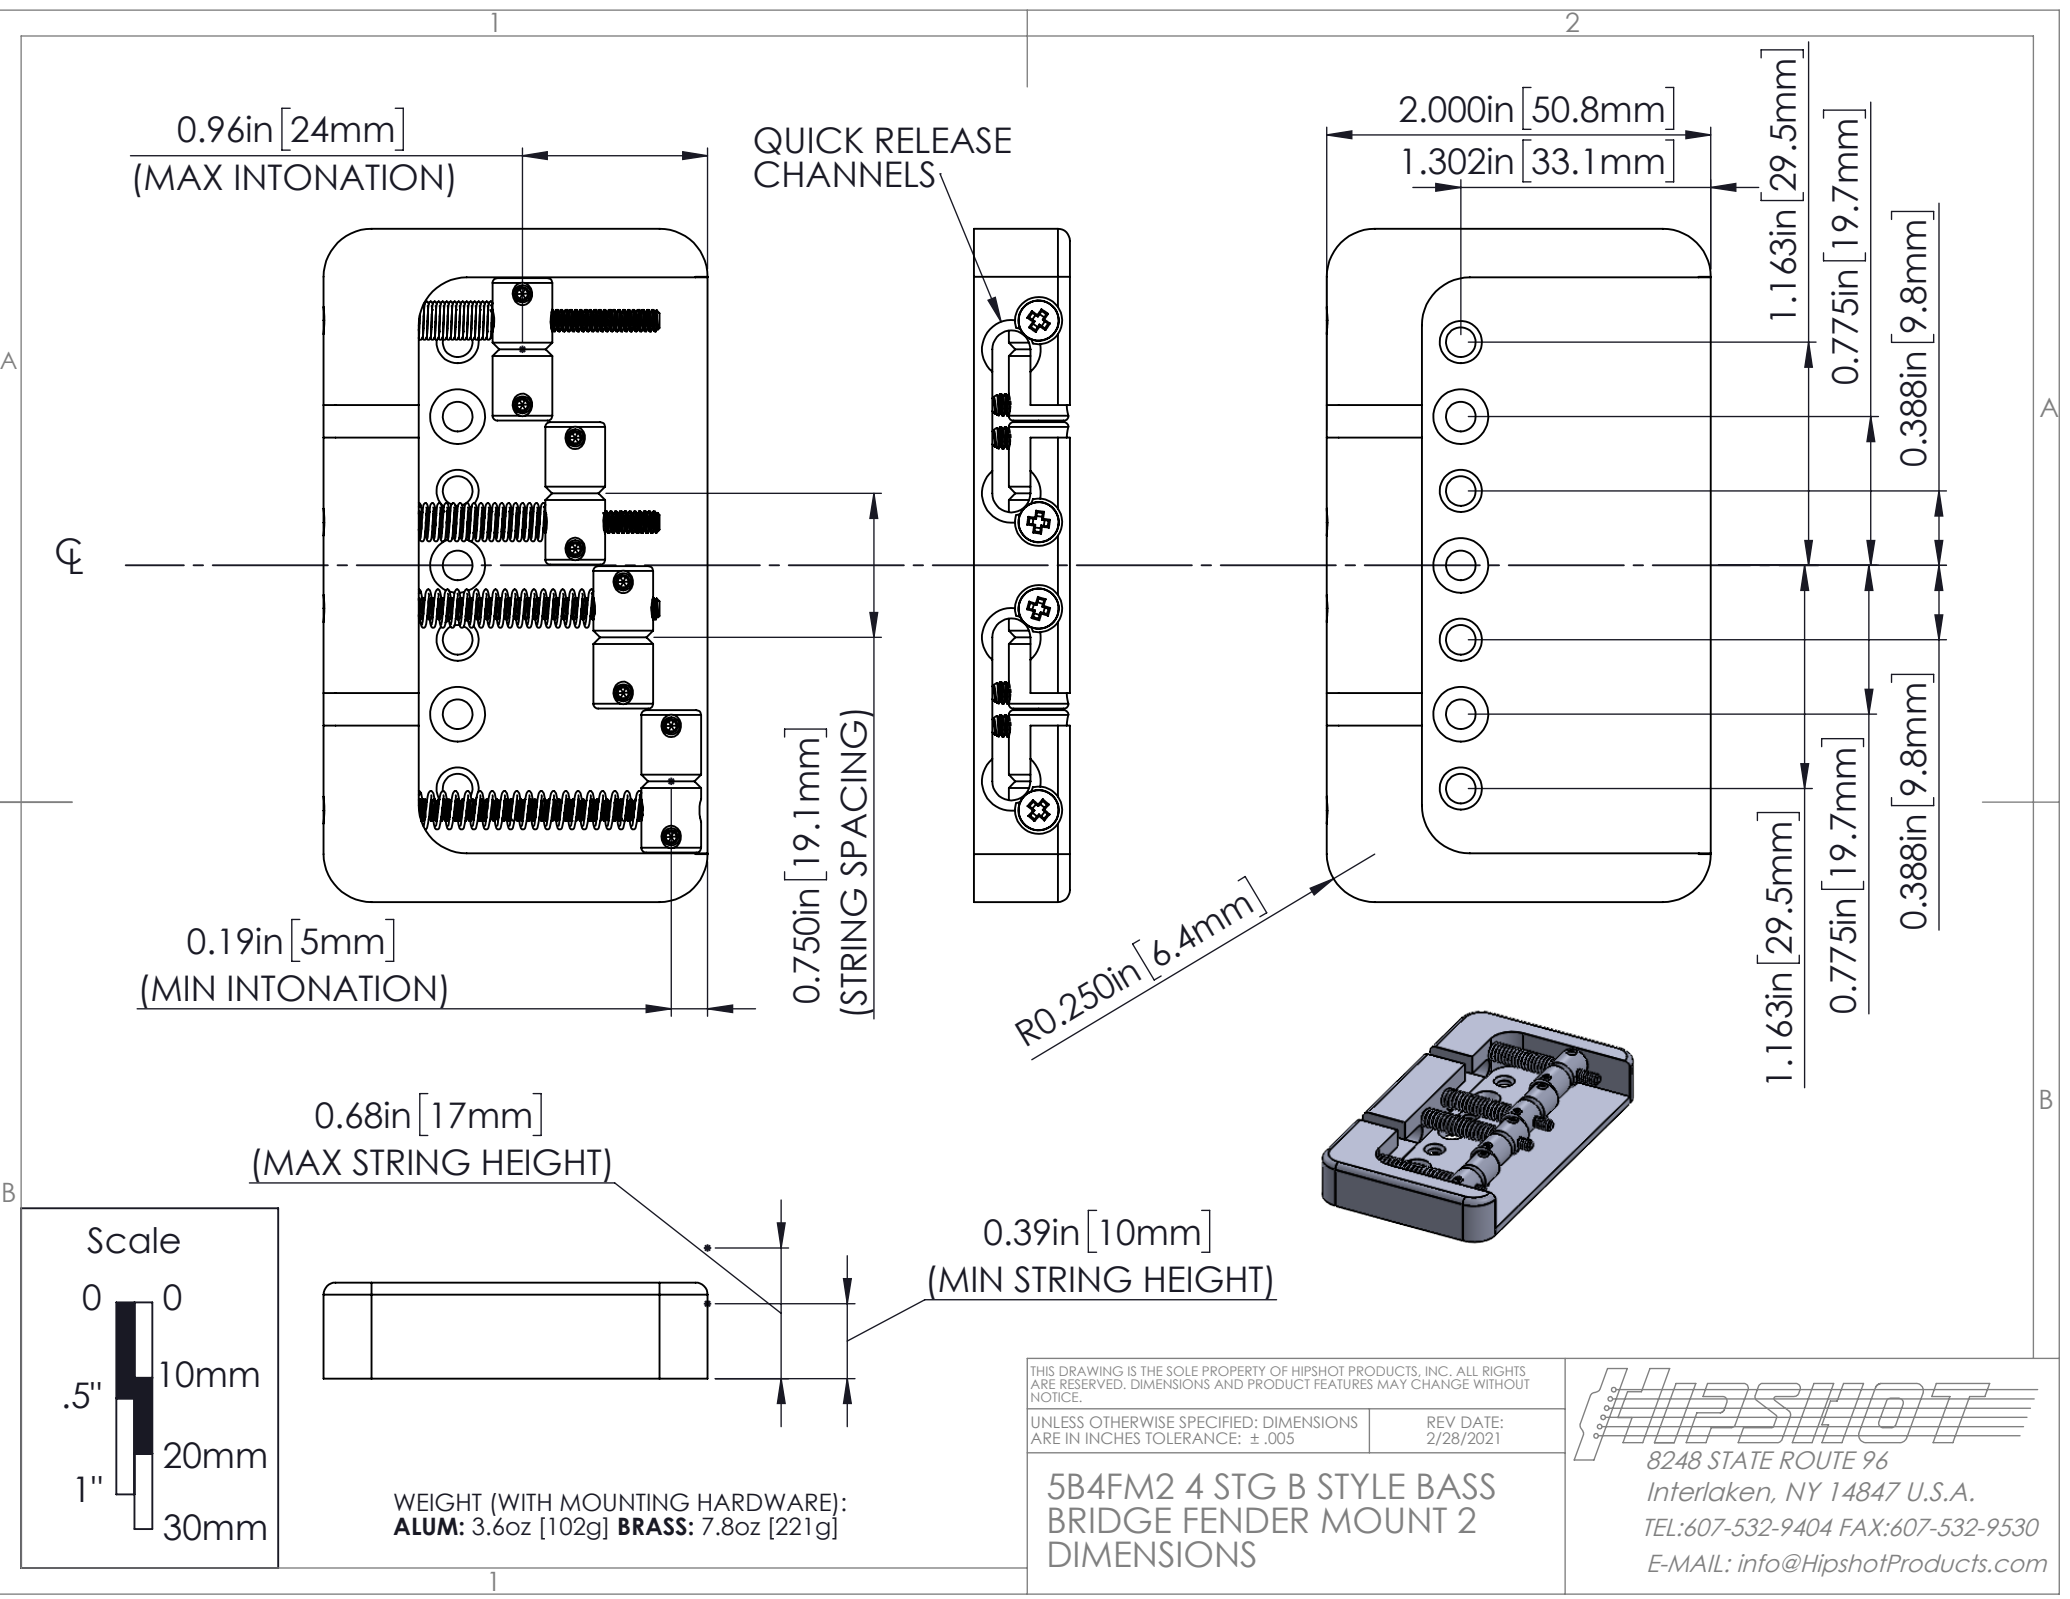 1
2
0.96in[24mm]
(MAX INTONATION)
QUICK RELEASE
CHANNELS
2.000in[50.8mm]
1.302in[33.1mm]
1.163in[29.5mm]
0.775in[19.7mm]
0.388in[9.8mm]
A
A
℄
0.750in[19.1mm]
(STRING SPACING)
0.19in[5mm]
(MIN INTONATION)
R0.250in[6.4mm]
1.163in[29.5mm]
0.775in[19.7mm]
0.388in[9.8mm]
B
B
0.68in[17mm]
(MAX STRING HEIGHT)
0.39in[10mm]
(MIN STRING HEIGHT)
Scale
0 0
10mm
.5"
20mm
1"
30mm
WEIGHT (WITH MOUNTING HARDWARE):
ALUM: 3.6oz [102g] BRASS: 7.8oz [221g]
THIS DRAWING IS THE SOLE PROPERTY OF HIPSHOT PRODUCTS, INC. ALL RIGHTS
ARE RESERVED. DIMENSIONS AND PRODUCT FEATURES MAY CHANGE WITHOUT
NOTICE.
UNLESS OTHERWISE SPECIFIED: DIMENSIONS
ARE IN INCHES TOLERANCE: ± .005
REV DATE:
2/28/2021
5B4FM2 4 STG B STYLE BASS
BRIDGE FENDER MOUNT 2
DIMENSIONS
HIPSHOT
8248 STATE ROUTE 96
Interlaken, NY 14847 U.S.A.
TEL:607-532-9404 FAX:607-532-9530
E-MAIL: info@HipshotProducts.com
1